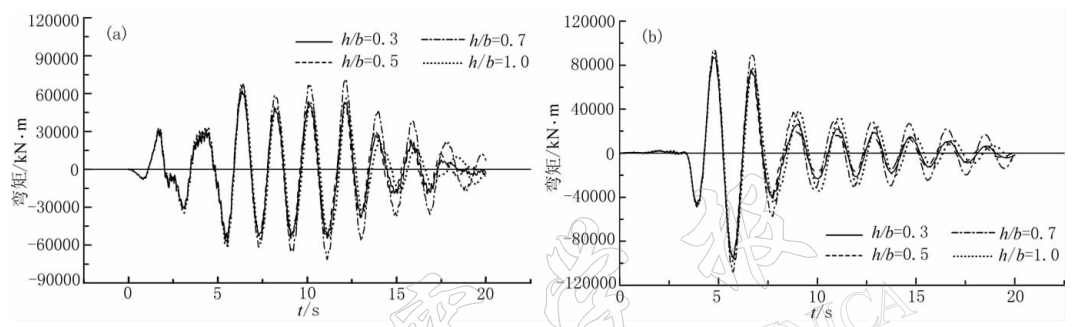 (a)
h/b=0.3 h/b=0.7
h/b=0.5 h/b=1.0
弯矩/kN·m
120000
90000
60000
30000
0
-30000
-60000
-90000
0 5 10 15 20
t/s
(b)
弯矩/kN·m
120000
80000
40000
0
-40000
-80000
-120000
h/b=0.3 h/b=0.7
h/b=0.5 h/b=1.0
0 5 10 15 20
t/s